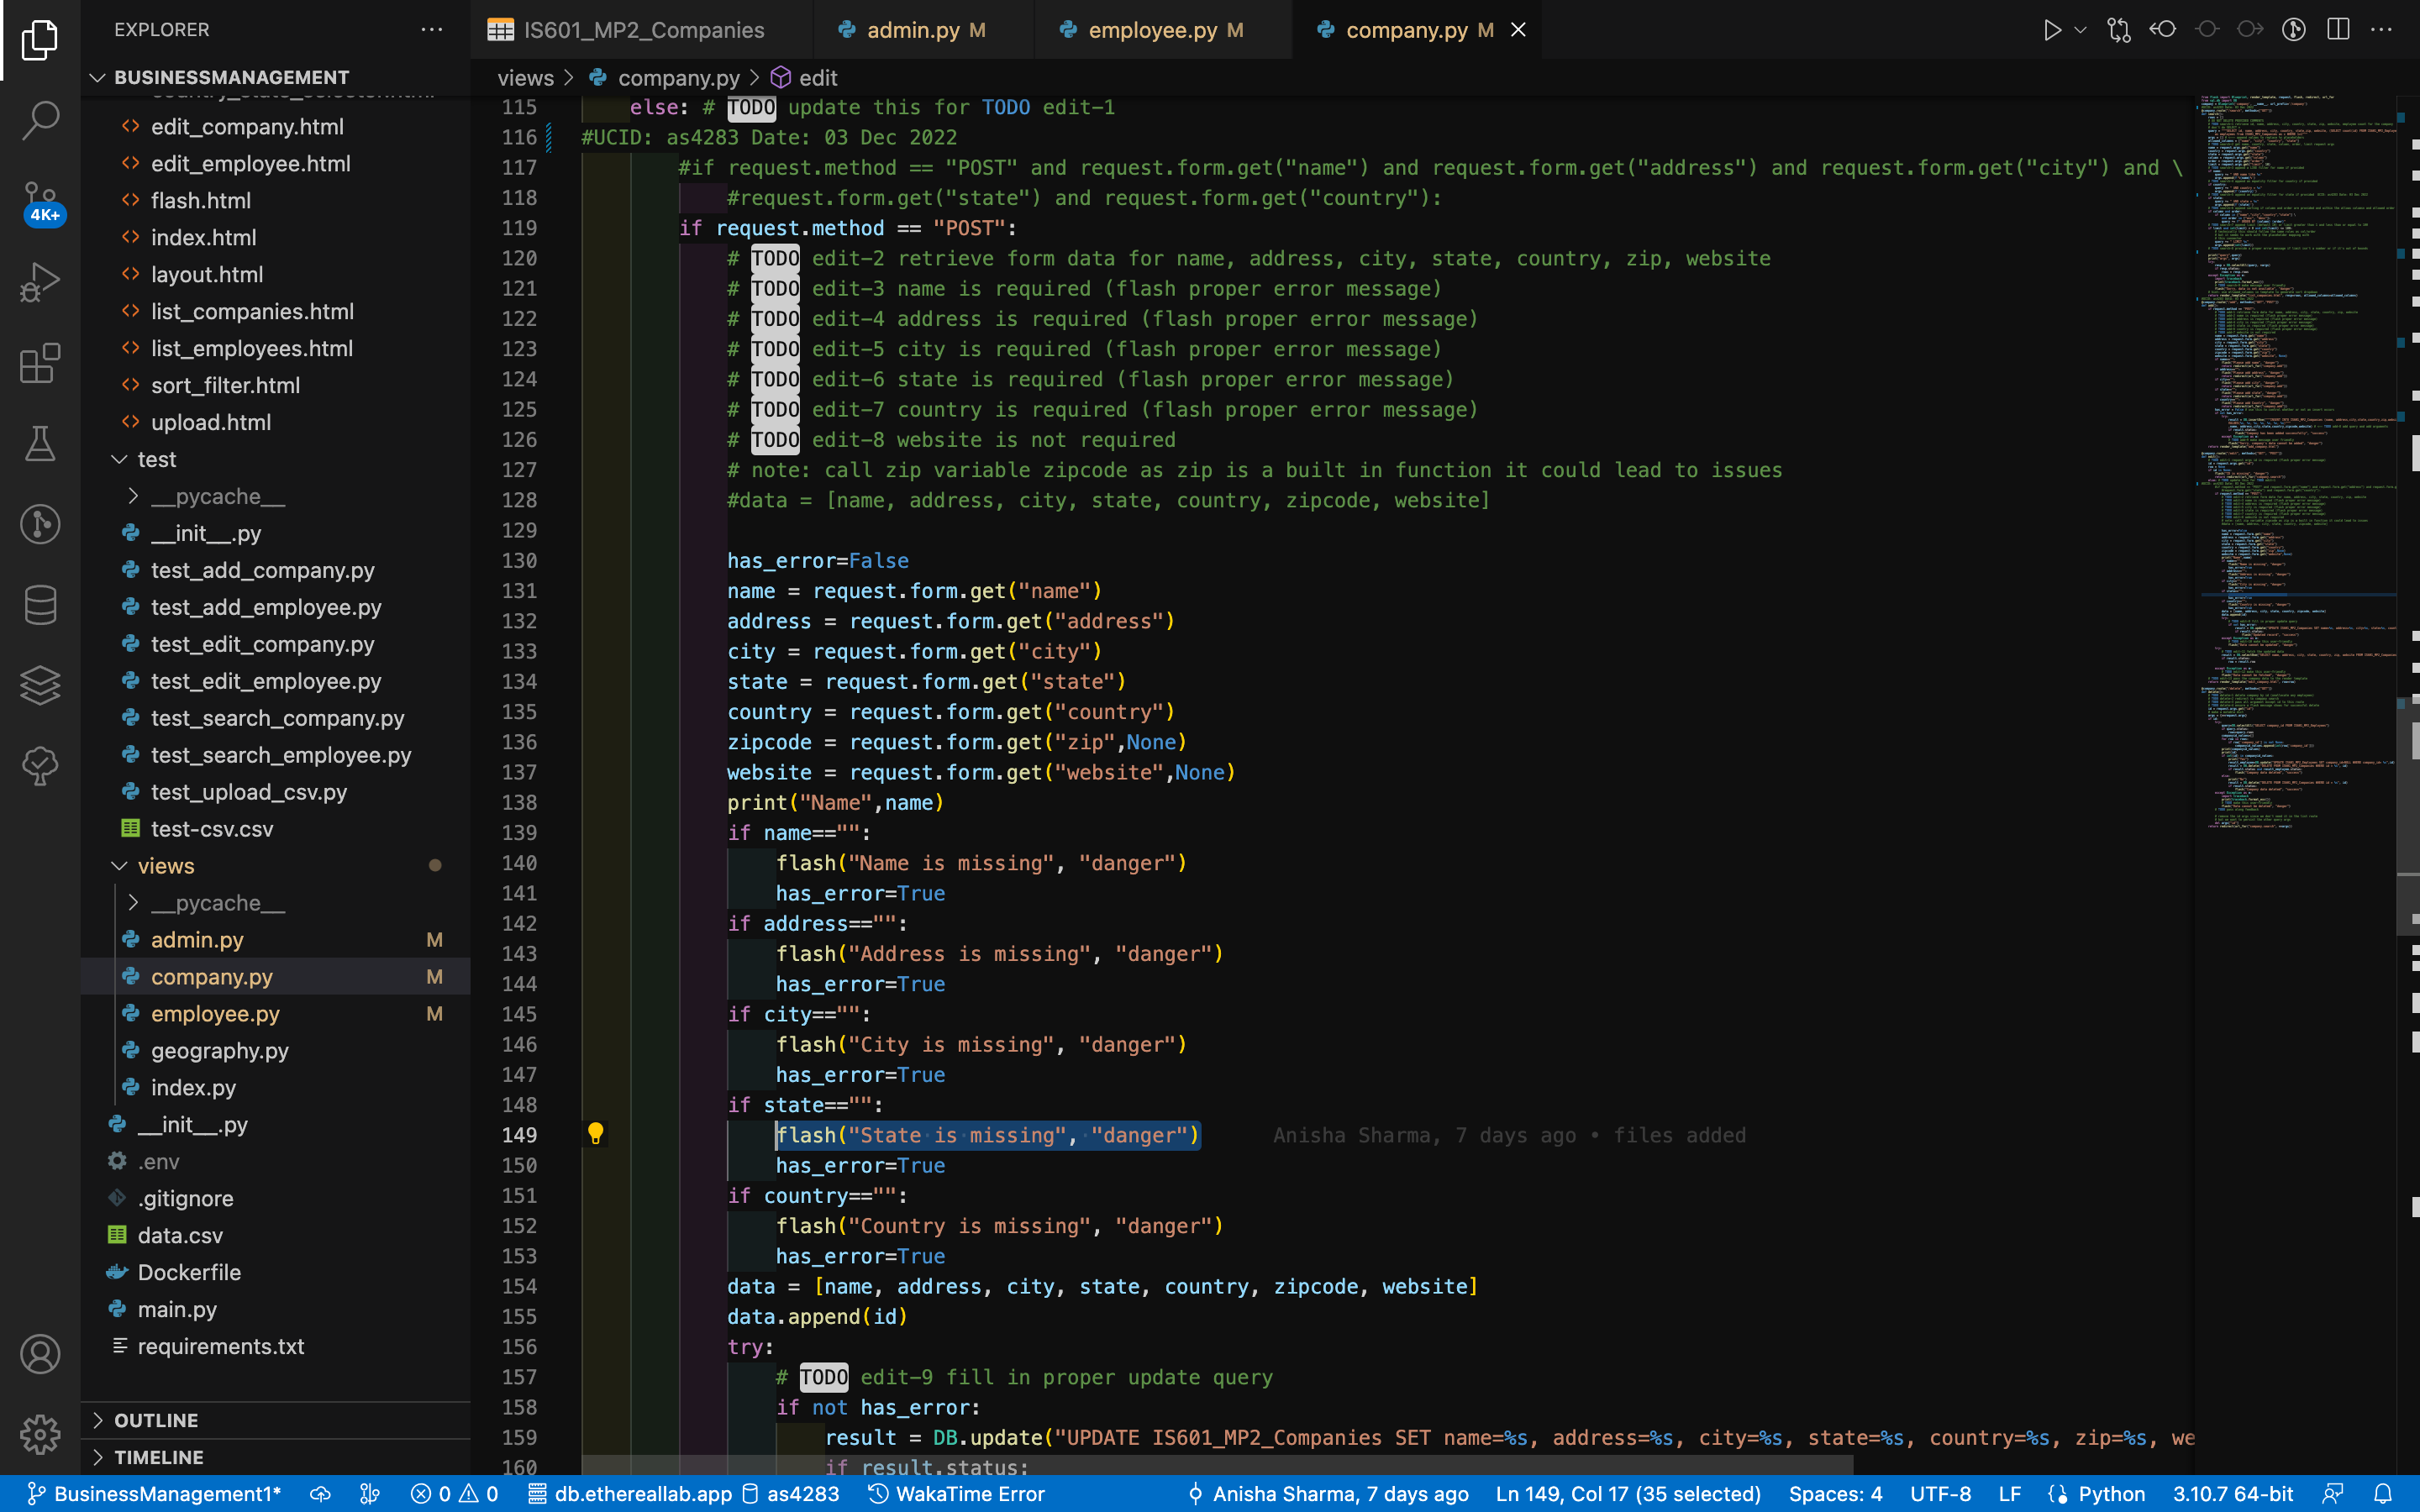 EXPLORER
BUSINESSMANAGEMENT
edit_company.html
edit_employee.html
flash.html
index.html
layout.html
list_companies.html
list_employees.html
sort_filter.html
upload.html
test
__pycache__
__init__.py
test_add_company.py
test_add_employee.py
test_edit_company.py
test_edit_employee.py
test_search_company.py
test_search_employee.py
test_upload_csv.py
test-csv.csv
views
__pycache__
admin.py M
company.py M
employee.py M
geography.py
index.py
__init__.py
.env
.gitignore
data.csv
Dockerfile
main.py
requirements.txt
OUTLINE
TIMELINE
4K+
IS601_MP2_Companies admin.py M employee.py M company.py M
views > company.py > edit
115 else: # TODO update this for TODO edit-1
116 #UCID: as4283 Date: 03 Dec 2022
117 #if request.method == "POST" and request.form.get("name") and request.form.get("address") and request.form.get("city") and \
118 #request.form.get("state") and request.form.get("country"):
119 if request.method == "POST":
120 # TODO edit-2 retrieve form data for name, address, city, state, country, zip, website
121 # TODO edit-3 name is required (flash proper error message)
122 # TODO edit-4 address is required (flash proper error message)
123 # TODO edit-5 city is required (flash proper error message)
124 # TODO edit-6 state is required (flash proper error message)
125 # TODO edit-7 country is required (flash proper error message)
126 # TODO edit-8 website is not required
127 # note: call zip variable zipcode as zip is a built in function it could lead to issues
128 #data = [name, address, city, state, country, zipcode, website]
129
130 has_error=False
131 name = request.form.get("name")
132 address = request.form.get("address")
133 city = request.form.get("city")
134 state = request.form.get("state")
135 country = request.form.get("country")
136 zipcode = request.form.get("zip",None)
137 website = request.form.get("website",None)
138 print("Name",name)
139 if name=="":
140 flash("Name is missing", "danger")
141 has_error=True
142 if address=="":
143 flash("Address is missing", "danger")
144 has_error=True
145 if city=="":
146 flash("City is missing", "danger")
147 has_error=True
148 if state=="":
149 flash("State is missing", "danger") Anisha Sharma, 7 days ago • files added
150 has_error=True
151 if country=="":
152 flash("Country is missing", "danger")
153 has_error=True
154 data = [name, address, city, state, country, zipcode, website]
155 data.append(id)
156 try:
157 # TODO edit-9 fill in proper update query
158 if not has_error:
159 result = DB.update("UPDATE IS601_MP2_Companies SET name=%s, address=%s, city=%s, state=%s, country=%s, zip=%s, we
160 if result.status:
BusinessManagement1* 0 0 db.ethereallab.app as4283 WakaTime Error Anisha Sharma, 7 days ago Ln 149, Col 17 (35 selected) Spaces: 4 UTF-8 LF Python 3.10.7 64-bit